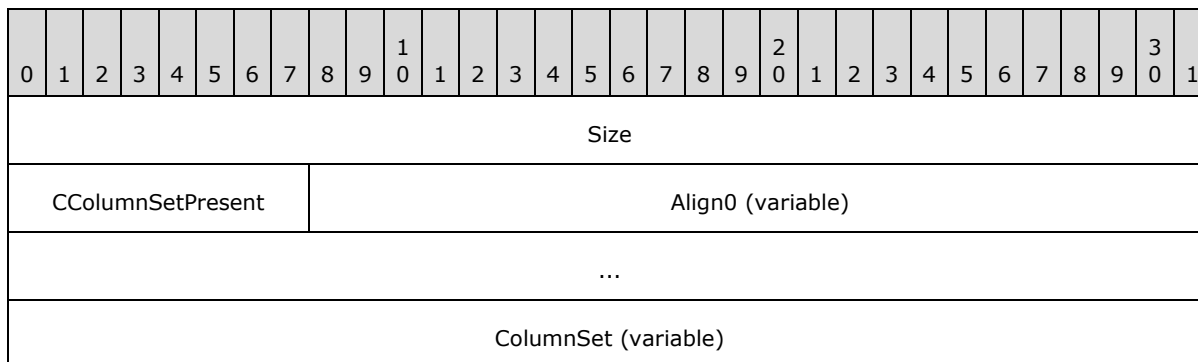 0 1 2 3 4 5 6 7 8 9 1 0 1 2 3 4 5 6 7 8 9 2 0 1 2 3 4 5 6 7 8 9 3 0 1
Size
CColumnSetPresent Align0 (variable)
...
ColumnSet (variable)